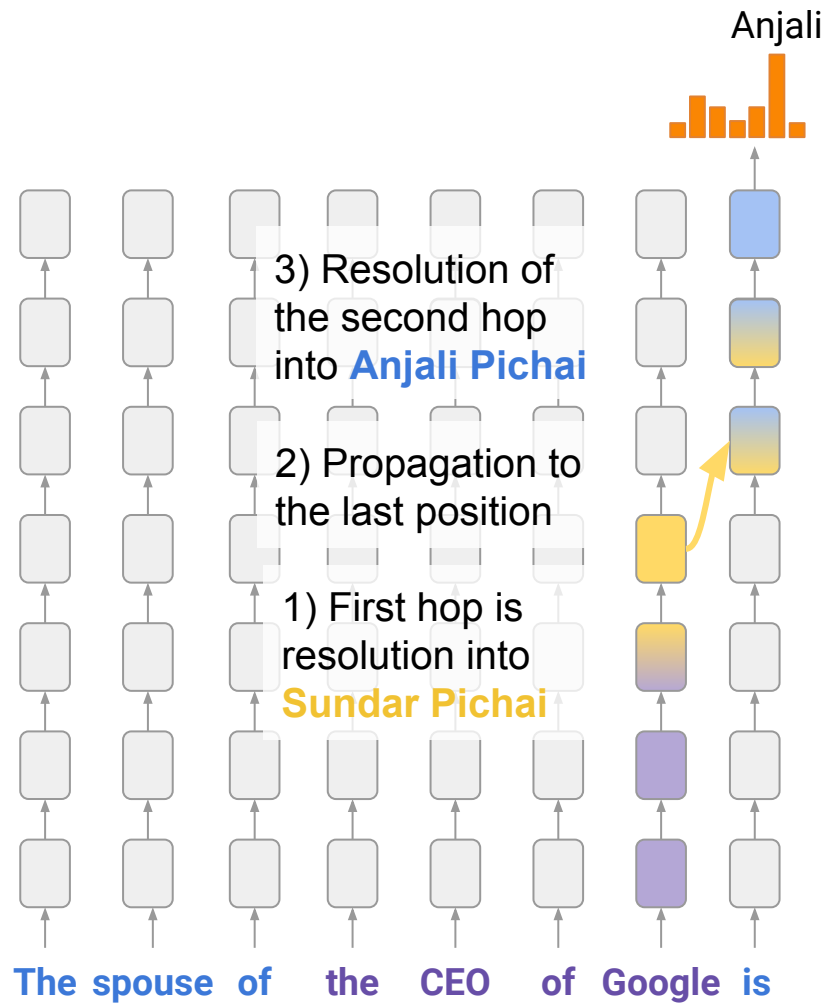 Anjali
3) Resolution of
the second hop
into Anjali Pichai
2) Propagation to
the last position
1) First hop is
resolution into
Sundar Pichai
The spouse of the CEO of Google is